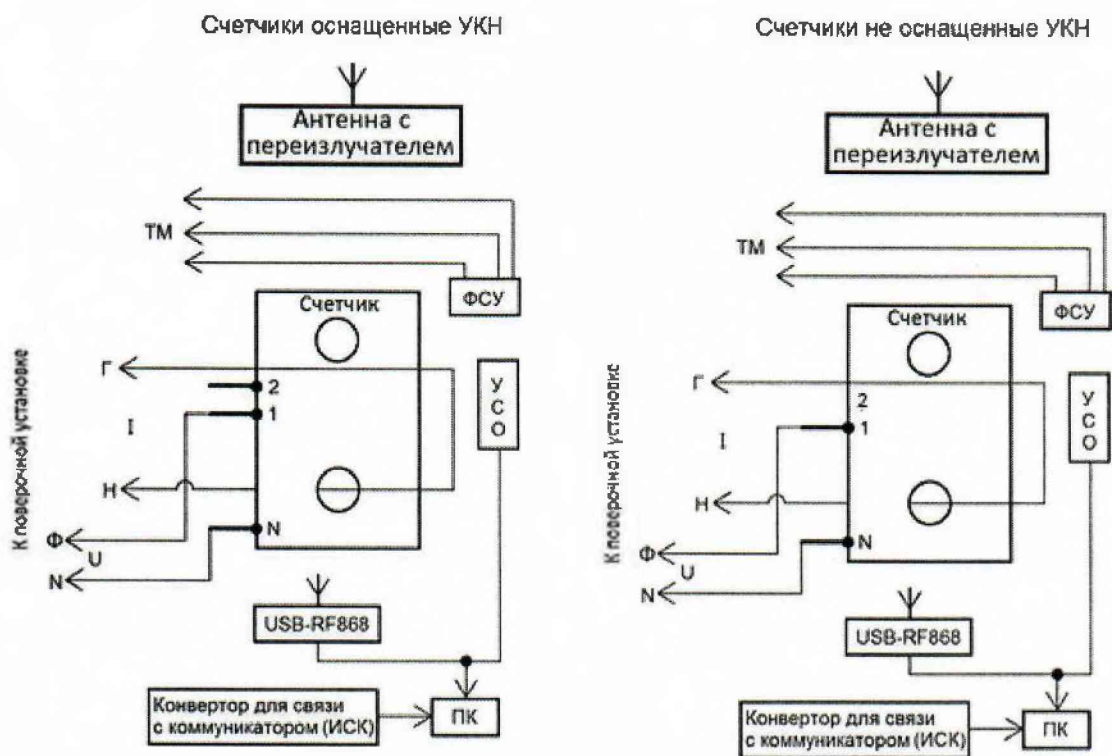 Счетчики оснащенные УКН
Антенна с
переизлучателем
ТМ
ФСУ
Счетчик
Г
2
1
I
Н
Ф
U
N
N
К поверочной установке
У
С
О
USB-RF868
Конвертор для связи
с коммуникатором (ИСК)
ПК
Счетчики не оснащенные УКН
Антенна с
переизлучателем
ТМ
ФСУ
Счетчик
Г
2
1
I
Н
Ф
U
N
N
К поверочной установке
У
С
О
USB-RF868
Конвертор для связи
с коммуникатором (ИСК)
ПК